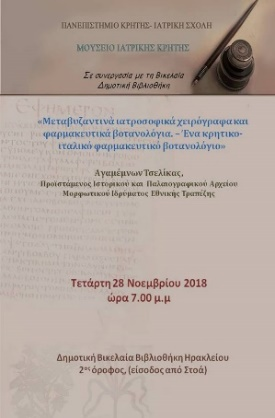 ΠΑΝΕΠΙΣΤΗΜΙΟ ΚΡΗΤΗΣ- ΙΑΤΡΙΚΗ ΣΧΟΛΗ
ΜΟΥΣΕΙΟ ΙΑΤΡΙΚΗΣ ΚΡΗΤΗΣ
Σε συνεργασία με τη Βικελαία
Δημοτική Βιβλιοθήκη
«Μεταβυζαντινά ιατροσοφικά χειρόγραφα και
φαρμακευτικά βοτανολόγια. – Ένα κρητικο-
ιταλικό φαρμακευτικό βοτανολόγιο»
Αγαμέμνων Τσελίκας,
Προϊστάμενος Ιστορικού και Παλαιογραφικού Αρχείου
Μορφωτικού Ιδρύματος Εθνικής Τραπέζης
Τετάρτη 28 Νοεμβρίου 2018
ώρα 7.00 μ.μ
Δημοτική Βικελαία Βιβλιοθήκη Ηρακλείου
2ος όροφος, (είσοδος από Στοά)